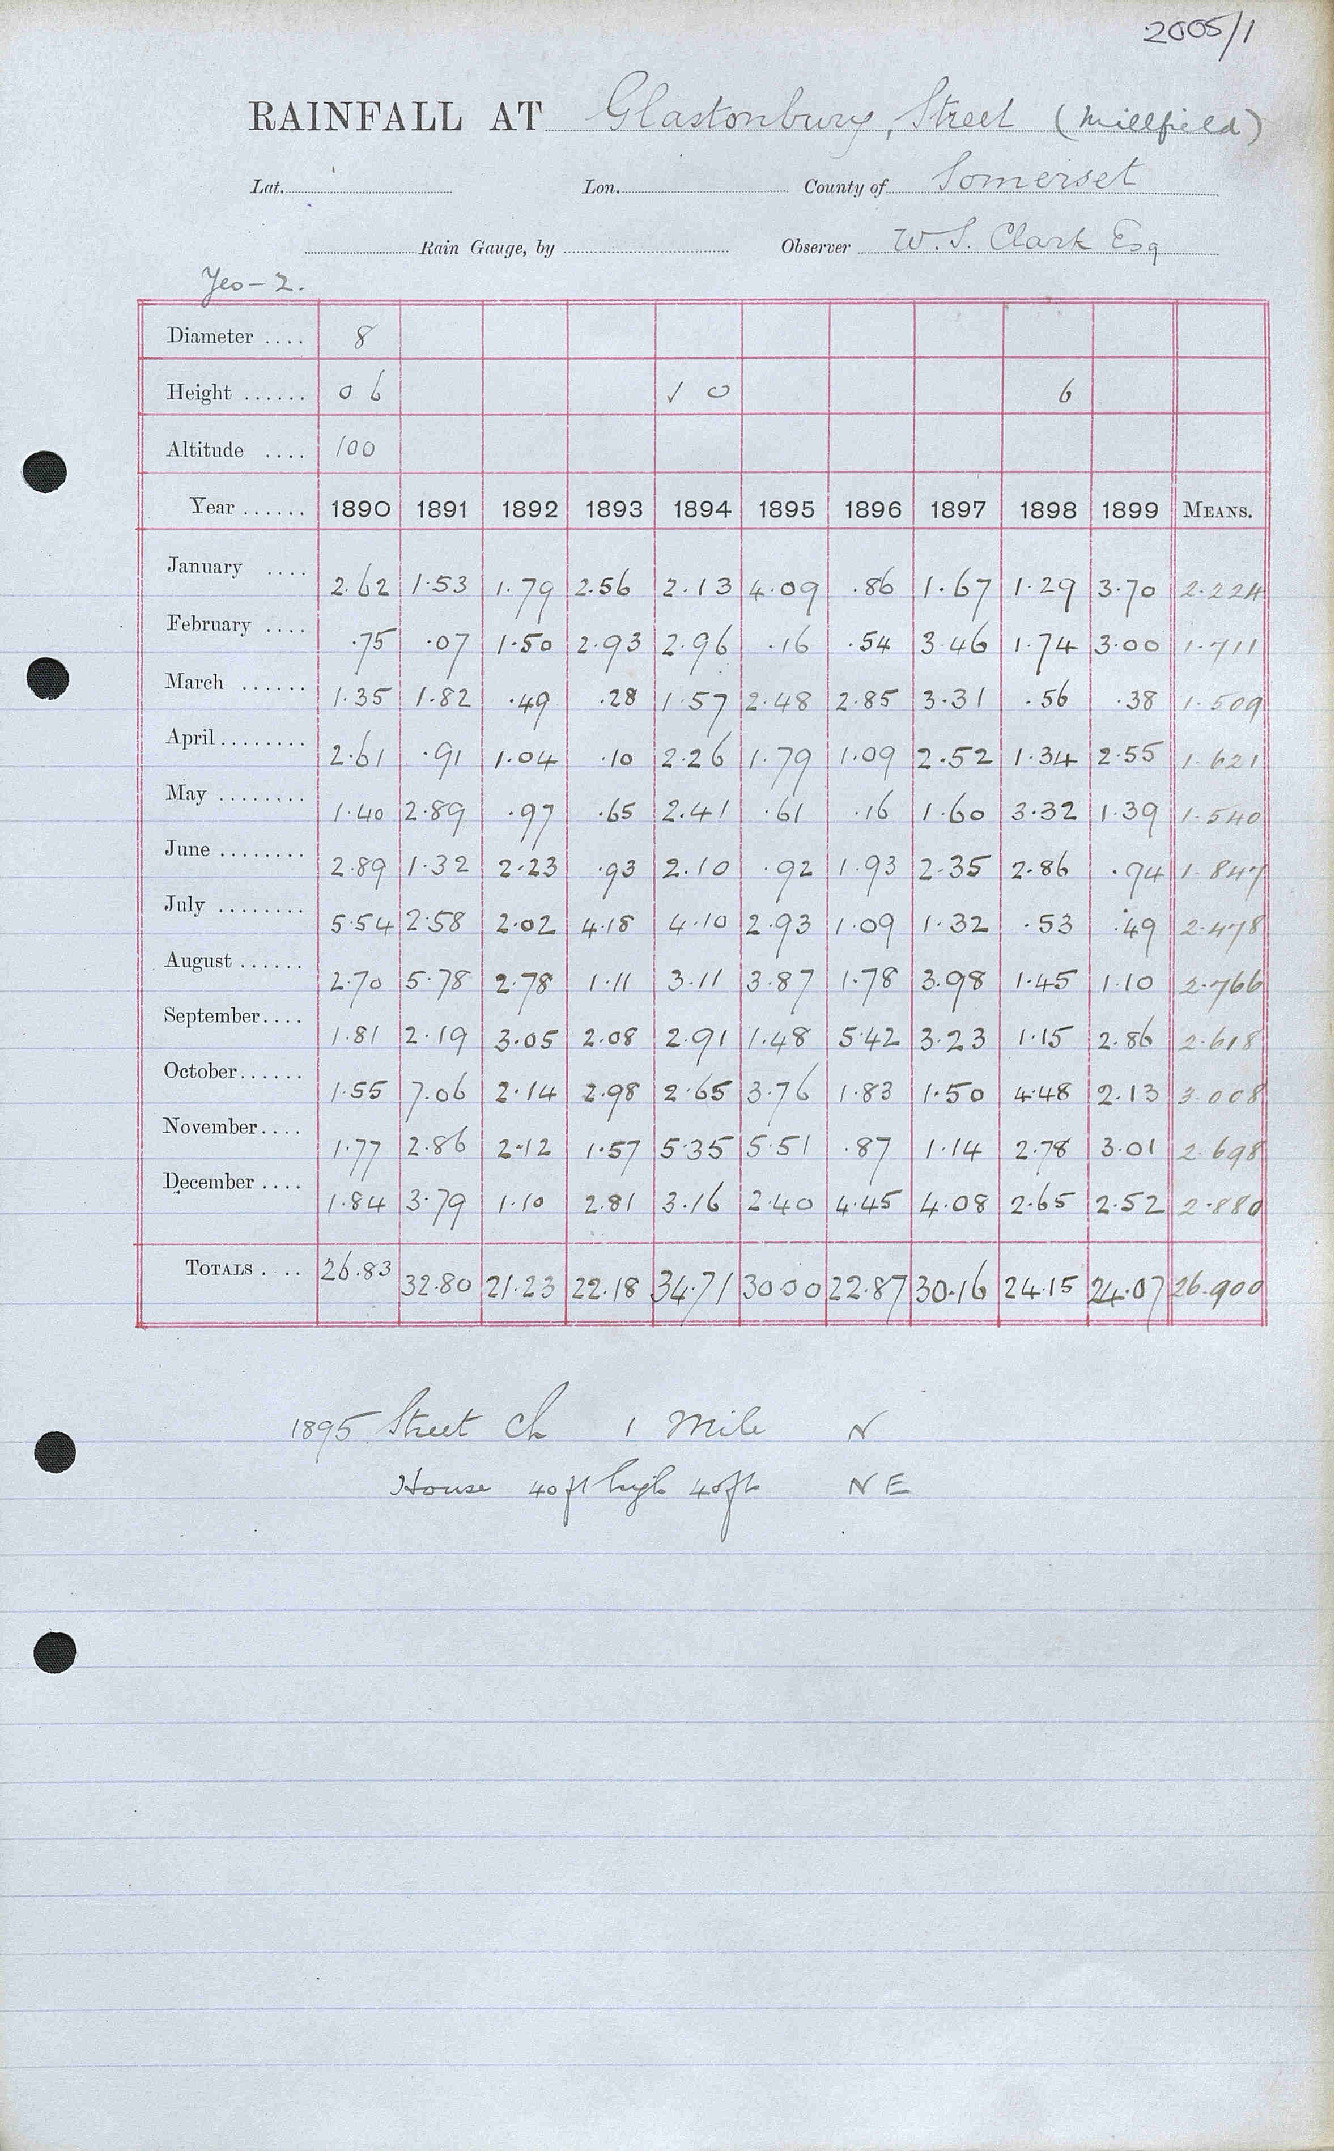 2005/1
RAINFALL AT Glastonbury, Street (Millfield)
Lat. Lon. County of Somerset
Rain Gauge, by Observer W. S. Clark Esq
Yeo-2.
Diameter .... 8
Height ...... 0 6 1 0 6
Altitude .... 100
Year ...... 1890 1891 1892 1893 1894 1895 1896 1897 1898 1899 MEANS.
January .... 2.62 1.53 1.79 2.56 2.13 4.09 .86 1.67 1.29 3.70 2.224
February .... .75 .07 1.50 2.93 2.96 .16 .54 3.46 1.74 3.00 1.711
March ...... 1.35 1.82 .49 .28 1.57 2.48 2.85 3.31 .56 .38 1.509
April........ 2.61 .91 1.04 .10 2.26 1.79 1.09 2.52 1.34 2.55 1.621
May ........ 1.40 2.89 .97 .65 2.41 .61 .16 1.60 3.32 1.39 1.540
June ........ 2.89 1.32 2.23 .93 2.10 .92 1.93 2.35 2.86 .94 1.847
July ........ 5.54 2.58 2.02 4.18 4.10 2.93 1.09 1.32 .53 .49 2.478
August ...... 2.70 5.78 2.78 1.11 3.11 3.87 1.78 3.98 1.45 1.10 2.766
September.... 1.81 2.19 3.05 2.08 2.91 1.48 5.42 3.23 1.15 2.86 2.618
October...... 1.55 7.06 2.14 2.98 2.65 3.76 1.83 1.50 4.48 2.13 3.008
November.... 1.77 2.86 2.12 1.57 5.35 5.51 .87 1.14 2.78 3.01 2.698
December .... 1.84 3.79 1.10 2.81 3.16 2.40 4.45 4.08 2.65 2.52 2.880
TOTALS .... 26.83 32.80 21.23 22.18 34.71 30.00 22.87 30.16 24.15 24.07 26.900
1895 Street Ch 1 Mile N
House 40 ft high 40 ft NE